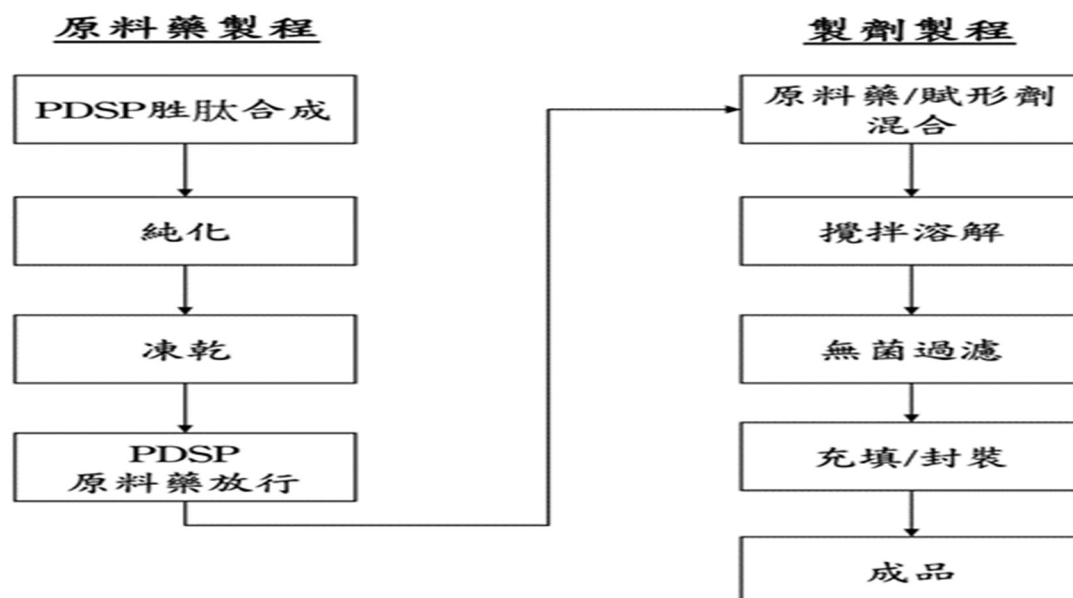 原料藥製程
PDSP胜肽合成
純化
凍乾
PDSP
原料藥放行
製劑製程
原料藥/賦形劑
混合
攪拌溶解
無菌過濾
充填/封裝
成品